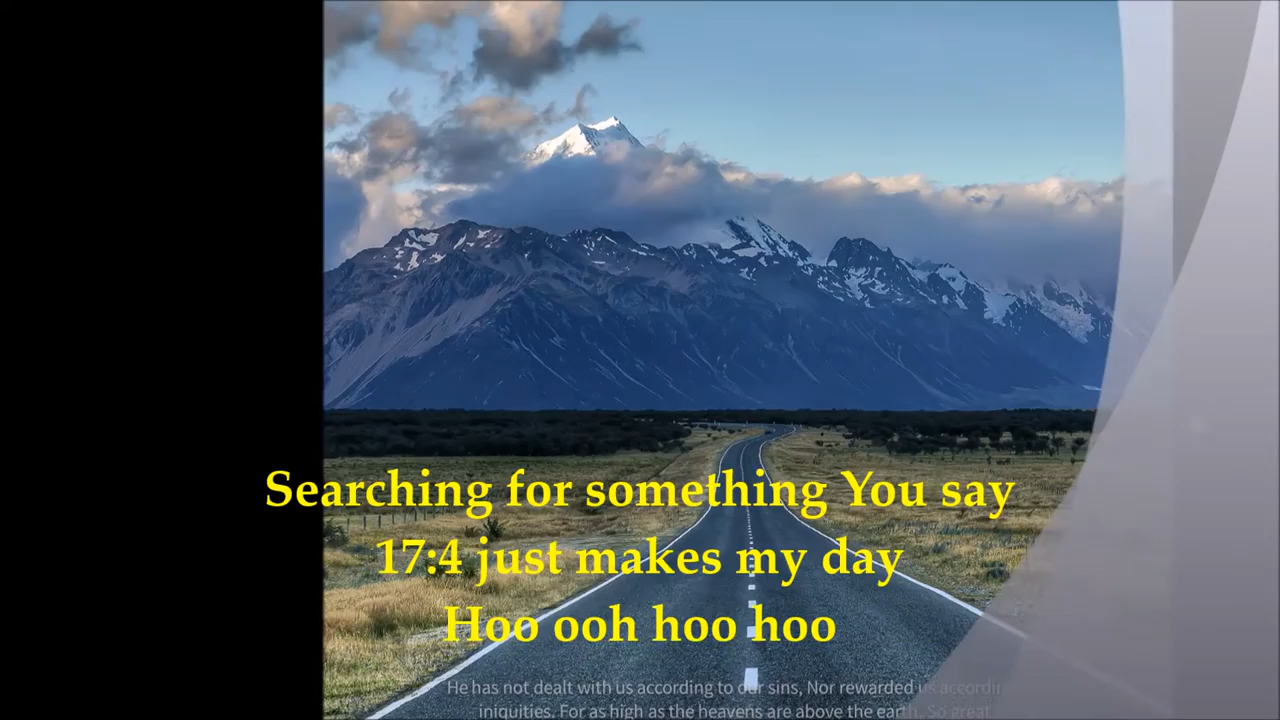 Searching for something You say
17:4 just makes my day
Hoo ooh hoo hoo
He has not dealt with us according to our sins, Nor rewarded us accordin
iniquities. For as high as the heavens are above the earth, So great